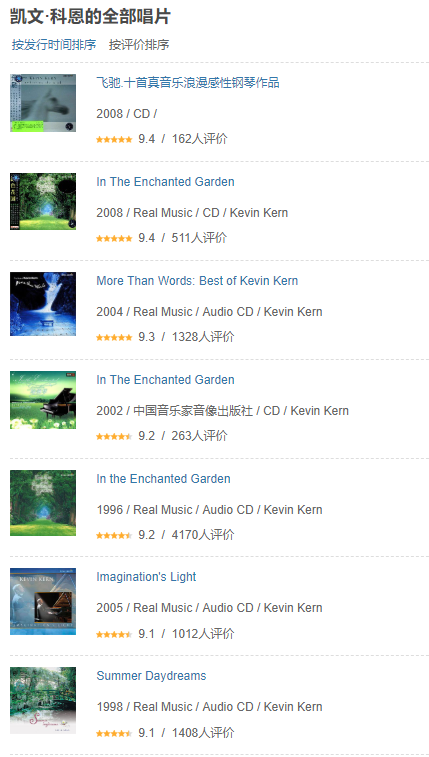 凯文·科恩的全部唱片
按发行时间排序 按评价排序
飞驰.十首真音乐浪漫感性钢琴作品
2008 / CD /
9.4 / 162人评价
In The Enchanted Garden
2008 / Real Music / CD / Kevin Kern
9.4 / 511人评价
More Than Words: Best of Kevin Kern
2004 / Real Music / Audio CD / Kevin Kern
9.3 / 1328人评价
In The Enchanted Garden
2002 / 中国音乐家音像出版社 / CD / Kevin Kern
9.2 / 263人评价
In the Enchanted Garden
1996 / Real Music / Audio CD / Kevin Kern
9.2 / 4170人评价
KEVIN KERN
Imagination's Light
2005 / Real Music / Audio CD / Kevin Kern
9.1 / 1012人评价
Summer Daydreams
1998 / Real Music / Audio CD / Kevin Kern
9.1 / 1408人评价